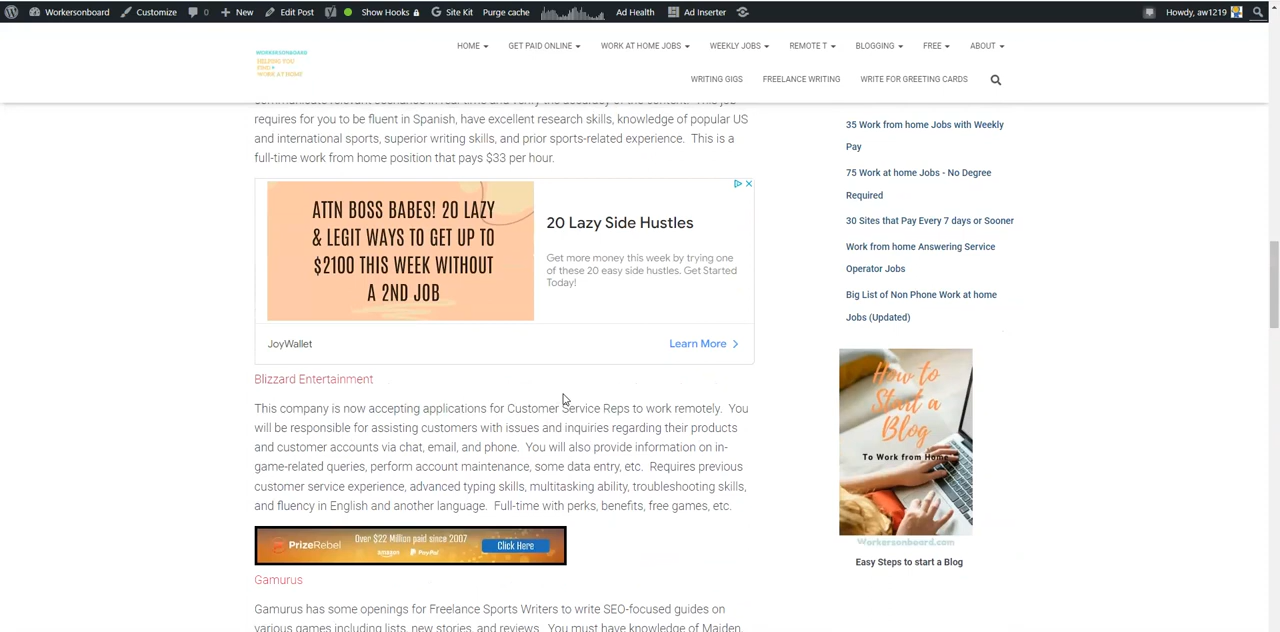 Workersonboard Customize 0 New Edit Post Show Hooks Site Kit Purge cache Ad Health Ad Inserter Howdy, aw1219
WORKERSONBOARD
HELPING YOU
FIND
WORK AT HOME
HOME GET PAID ONLINE WORK AT HOME JOBS WEEKLY JOBS REMOTE T BLOGGING FREE ABOUT
WRITING GIGS FREELANCE WRITING WRITE FOR GREETING CARDS
communicate relevant scenarios in real time and verify the accuracy of the content. This job
requires for you to be fluent in Spanish, have excellent research skills, knowledge of popular US
and international sports, superior writing skills, and prior sports-related experience. This is a
full-time work from home position that pays $33 per hour.
ATTN BOSS BABES! 20 LAZY
& LEGIT WAYS TO GET UP TO
$2100 THIS WEEK WITHOUT
A 2ND JOB
20 Lazy Side Hustles
Get more money this week by trying one
of these 20 easy side hustles. Get Started
Today!
JoyWallet
Learn More
Blizzard Entertainment
This company is now accepting applications for Customer Service Reps to work remotely. You
will be responsible for assisting customers with issues and inquiries regarding their products
and customer accounts via chat, email, and phone. You will also provide information on in-
game-related queries, perform account maintenance, some data entry, etc. Requires previous
customer service experience, advanced typing skills, multitasking ability, troubleshooting skills,
and fluency in English and another language. Full-time with perks, benefits, free games, etc.
PrizeRebel
Over $22 Million paid since 2007
amazon PayPal
Click Here
Gamurus
Gamurus has some openings for Freelance Sports Writers to write SEO-focused guides on
various games including lists, new stories, and reviews. You must have knowledge of Maiden,
35 Work from home Jobs with Weekly
Pay
75 Work at home Jobs - No Degree
Required
30 Sites that Pay Every 7 days or Sooner
Work from home Answering Service
Operator Jobs
Big List of Non Phone Work at home
Jobs (Updated)
How to
Start a
Blog
To Work from Home
Workersonboard.com
Easy Steps to start a Blog